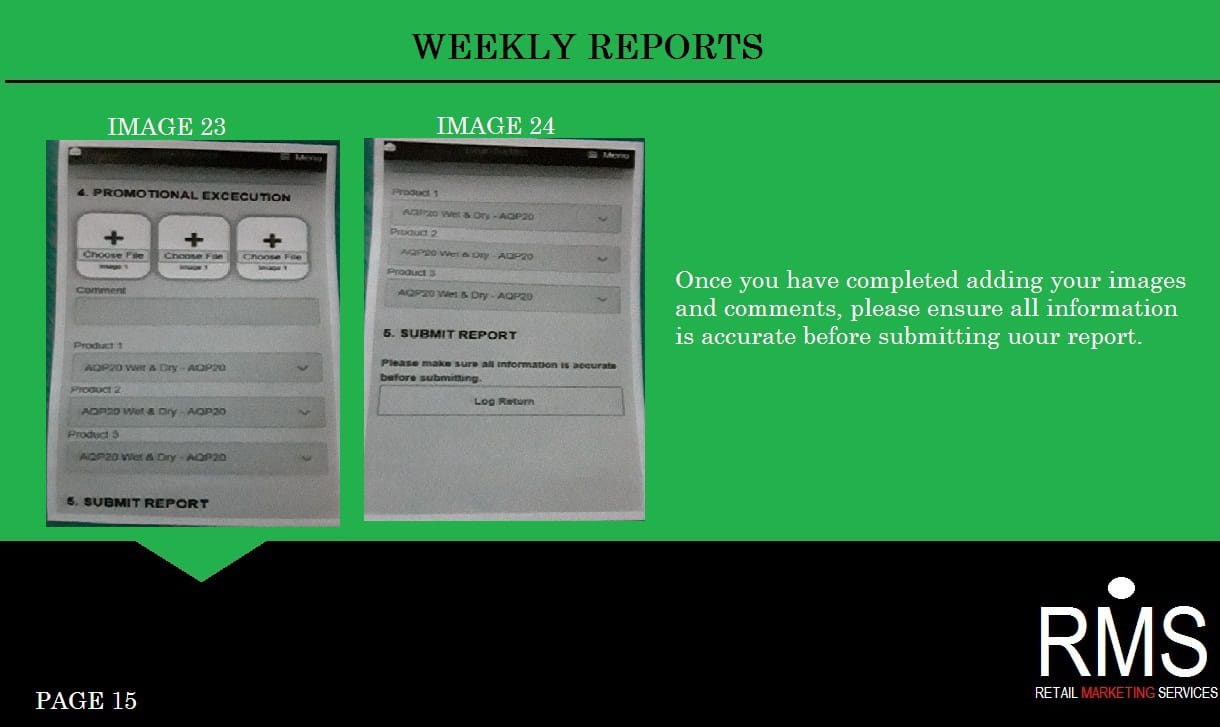 WEEKLY REPORTS
IMAGE 23
Menu
4. PROMOTIONAL EXCECUTION
Choose File Choose File Choose File
Image 1 Image 1 Image 1
Comment
Product 1
AQP20 Wet & Dry - AQP20
Product 2
AQP20 Wet & Dry - AQP20
Product 3
AQP20 Wet & Dry - AQP20
5. SUBMIT REPORT
IMAGE 24
Menu
Product 1
AQP20 Wet & Dry - AQP20
Product 2
AQP20 Wet & Dry - AQP20
Product 3
AQP20 Wet & Dry - AQP20
5. SUBMIT REPORT
Please make sure all information is accurate
before submitting.
Log Return
Once you have completed adding your images
and comments, please ensure all information
is accurate before submitting uour report.
RMS
RETAIL MARKETING SERVICES
PAGE 15